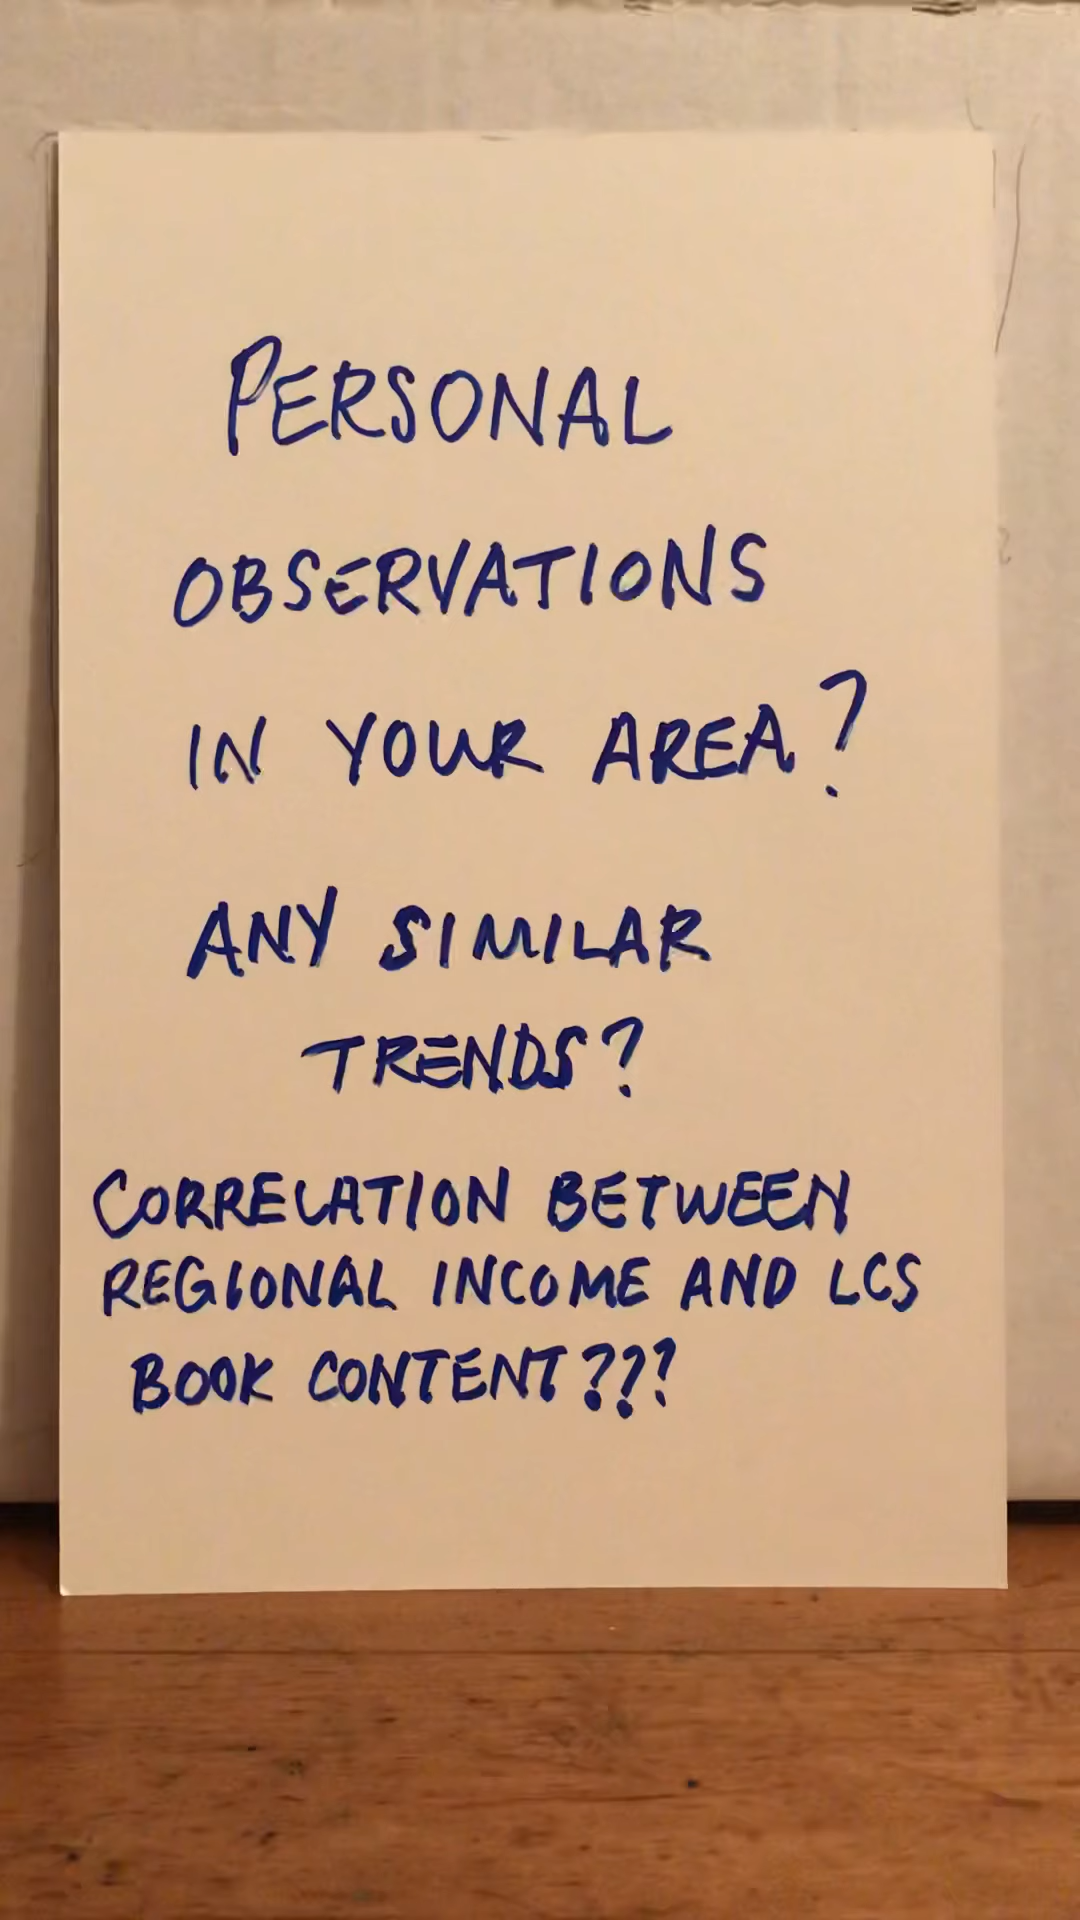 PERSONAL
OBSERVATIONS
IN YOUR AREA?
ANY SIMILAR
TRENDS?
CORRELATION BETWEEN
REGIONAL INCOME AND LCS
BOOK CONTENT???